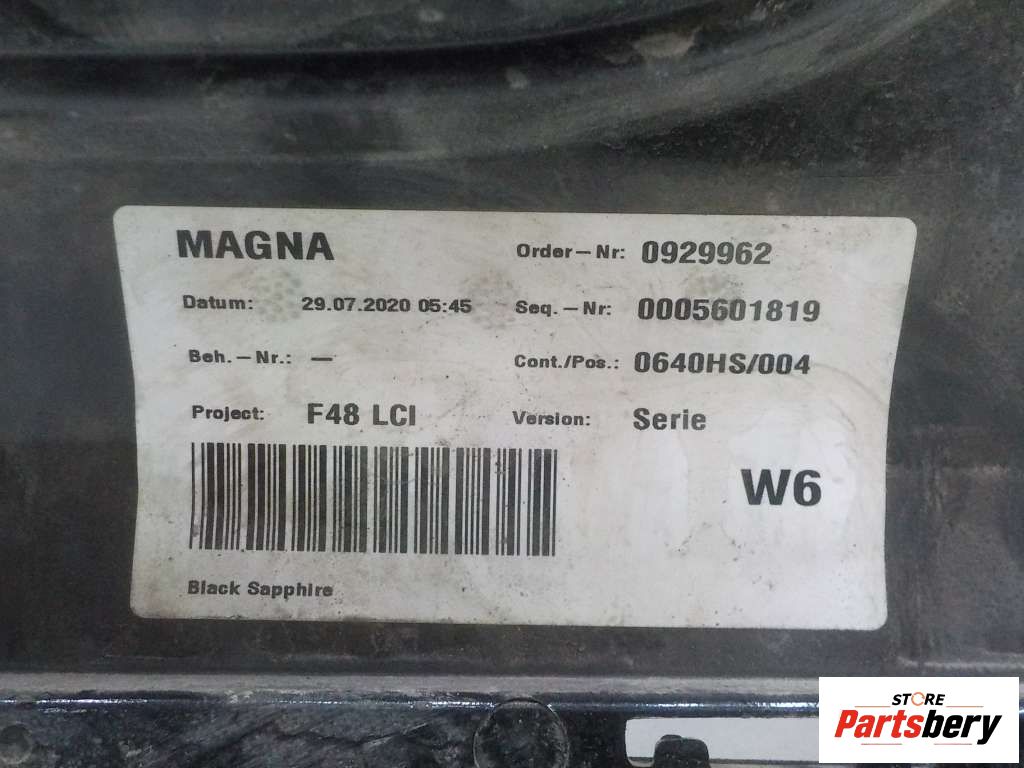 MAGNA
Order-Nr: 0929962
Datum: 29.07.2020 05:45
Seq.-Nr: 0005601819
Beh.-Nr.: —
Cont./Pos.: 0640HS/004
Project: F48 LCI
Version: Serie
W6
Black Sapphire
STORE
Partsbery